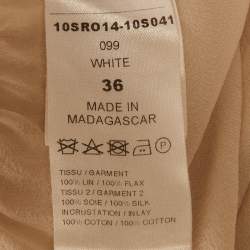 10SRO14-10S041
099
WHITE
36
MADE IN
MADAGASCAR
P
TISSU / GARMENT
100% LIN / 100% FLAX
TISSU 2 / GARMENT 2
100% SOIE / 100% SILK
INCRUSTATION / INLAY
100% COTON / 100% COTTON